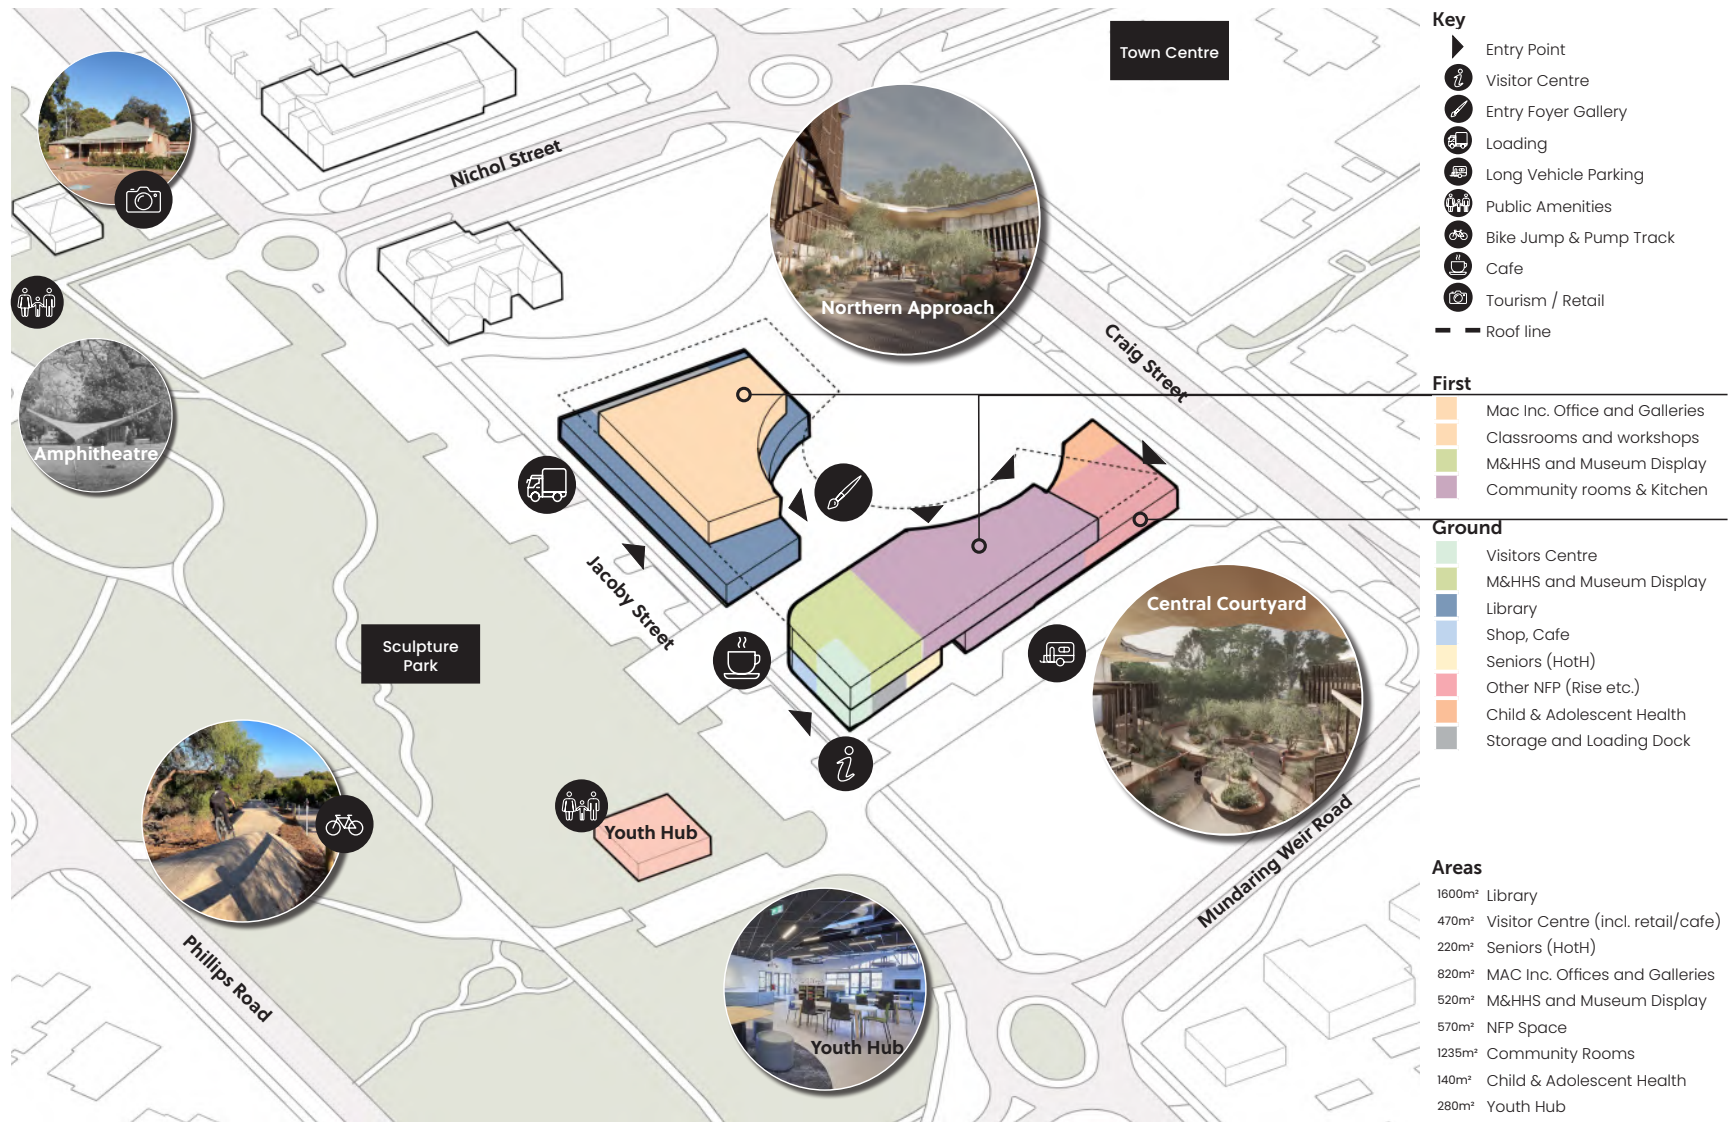 Town Centre
Nichol Street
Northern Approach
Craig Street
Amphitheatre
Jacoby Street
Sculpture
Park
Central Courtyard
Youth Hub
Mundaring Weir Road
Phillips Road
Youth Hub
Key
Entry Point
Visitor Centre
Entry Foyer Gallery
Loading
Long Vehicle Parking
Public Amenities
Bike Jump & Pump Track
Cafe
Tourism / Retail
Roof line
First
Mac Inc. Office and Galleries
Classrooms and workshops
M&HHS and Museum Display
Community rooms & Kitchen
Ground
Visitors Centre
M&HHS and Museum Display
Library
Shop, Cafe
Seniors (HotH)
Other NFP (Rise etc.)
Child & Adolescent Health
Storage and Loading Dock
Areas
1600m² Library
470m² Visitor Centre (incl. retail/cafe)
220m² Seniors (HotH)
820m² MAC Inc. Offices and Galleries
520m² M&HHS and Museum Display
570m² NFP Space
1235m² Community Rooms
140m² Child & Adolescent Health
280m² Youth Hub